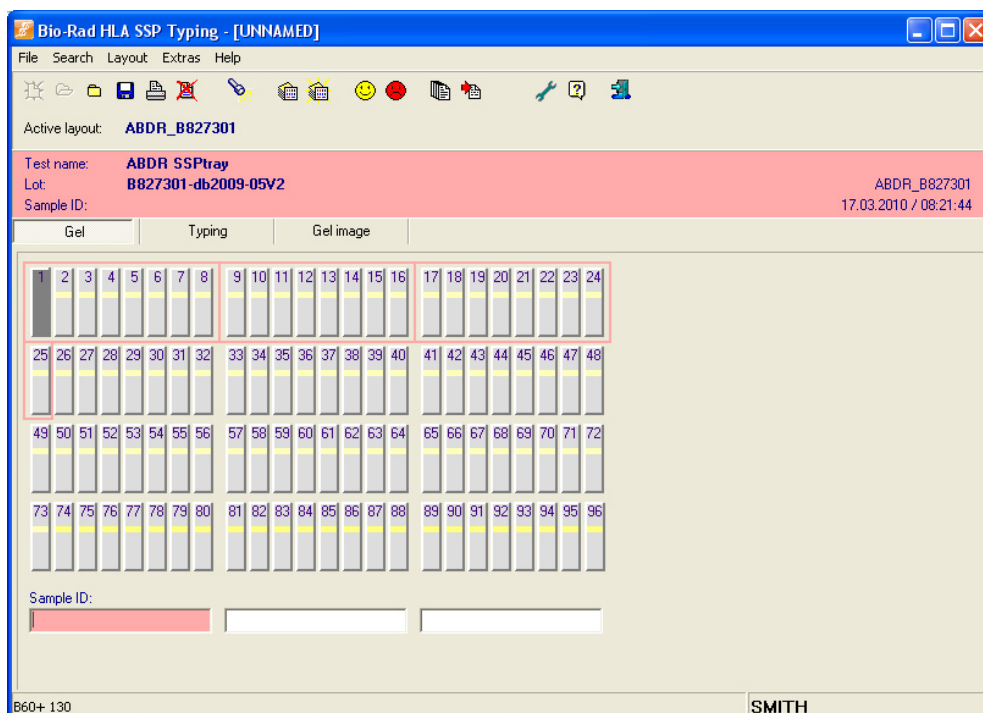 Bio-Rad HLA SSP Typing - [UNNAMED]
File Search Layout Extras Help
Active layout: ABDR_B827301
Test name: ABDR SSPtray
Lot: B827301-db2009-05V2 ABDR_B827301
Sample ID: 17.03.2010 / 08:21:44
Gel Typing Gel image
1 2 3 4 5 6 7 8 9 10 11 12 13 14 15 16 17 18 19 20 21 22 23 24
25 26 27 28 29 30 31 32 33 34 35 36 37 38 39 40 41 42 43 44 45 46 47 48
49 50 51 52 53 54 55 56 57 58 59 60 61 62 63 64 65 66 67 68 69 70 71 72
73 74 75 76 77 78 79 80 81 82 83 84 85 86 87 88 89 90 91 92 93 94 95 96
Sample ID:
B60+ 130 SMITH